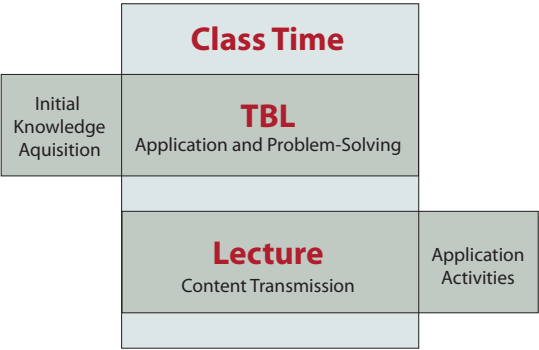 Class Time
Initial
Knowledge
Aquisition
TBL
Application and Problem-Solving
Lecture
Content Transmission
Application
Activities